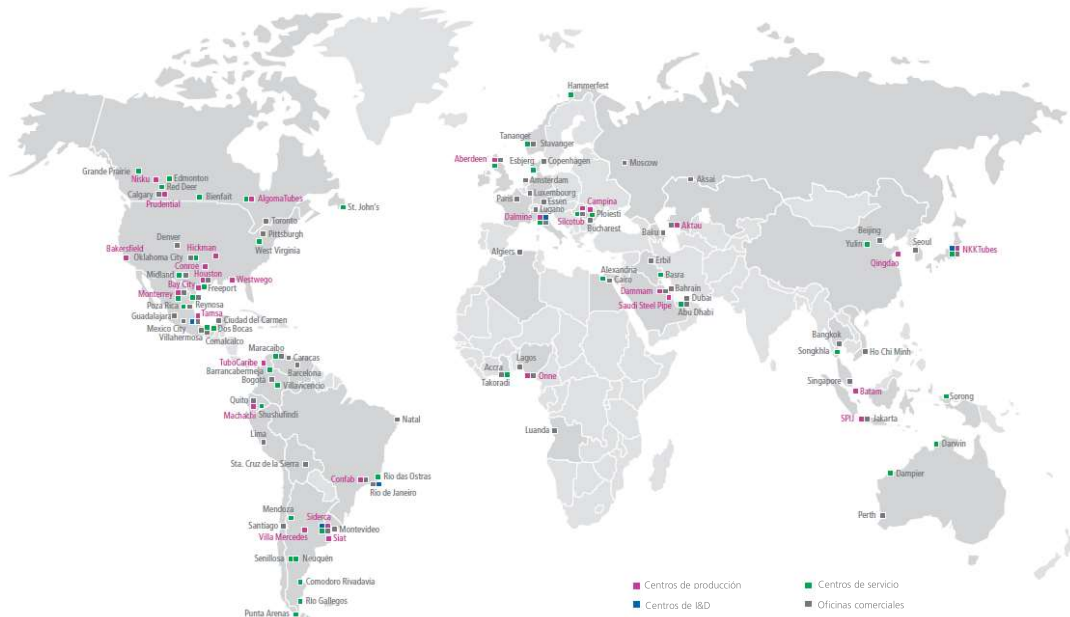 Hammerfest
Tananger
Stavanger
Aberdeen
Esbjerg
Copenhagen
Moscow
Grande Prairie
Nisku
Edmonton
Red Deer
Calgary
Prudential
Bienfait
AlgomaTubes
St. John's
Amsterdam
Aksai
Luxembourg
Paris
Essen
Lugano
Campina
Dalmine
Silcotub
Ploiesti
Bucharest
Baku
Aktau
Toronto
Pittsburgh
West Virginia
Denver
Hickman
Bakersfield
Oklahoma City
Conroe
Midland
Houston
Westwego
Bay City
Freeport
Monterrey
Reynosa
Poza Rica
Tamsa
Guadalajara
Ciudad del Carmen
Mexico City
Dos Bocas
Villahermosa
Comalcalco
Beijing
Yulin
Seoul
NKKTubes
Qingdao
Algiers
Erbil
Alexandria
Cairo
Basra
Dammam
Bahrain
Saudi Steel Pipe
Dubai
Abu Dhabi
Maracaibo
Caracas
TuboCaribe
Barcelona
Barrancabermeja
Bogotá
Villavicencio
Quito
Machachi
Shushufindi
Lagos
Accra
Takoradi
Onne
Bangkok
Songkhla
Ho Chi Minh
Singapore
Batam
Sorong
SPIJ
Jakarta
Natal
Lima
Luanda
Darwin
Sta. Cruz de la Sierra
Confab
Rio das Ostras
Rio de Janeiro
Dampier
Mendoza
Siderca
Santiago
Montevideo
Perth
Villa Mercedes
Siat
Senillosa
Neuquén
Comodoro Rivadavia
Río Gallegos
Punta Arenas
Centros de producción
Centros de servicio
Centros de I&D
Oficinas comerciales